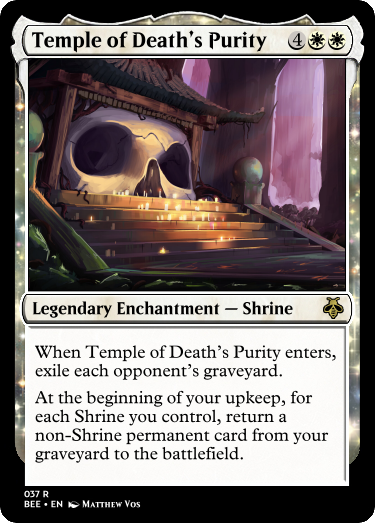 Temple of Death's Purity 4
Legendary Enchantment — Shrine
When Temple of Death's Purity enters,
exile each opponent's graveyard.
At the beginning of your upkeep, for
each Shrine you control, return a
non-Shrine permanent card from your
graveyard to the battlefield.
037 R
BEE • EN Matthew Vos